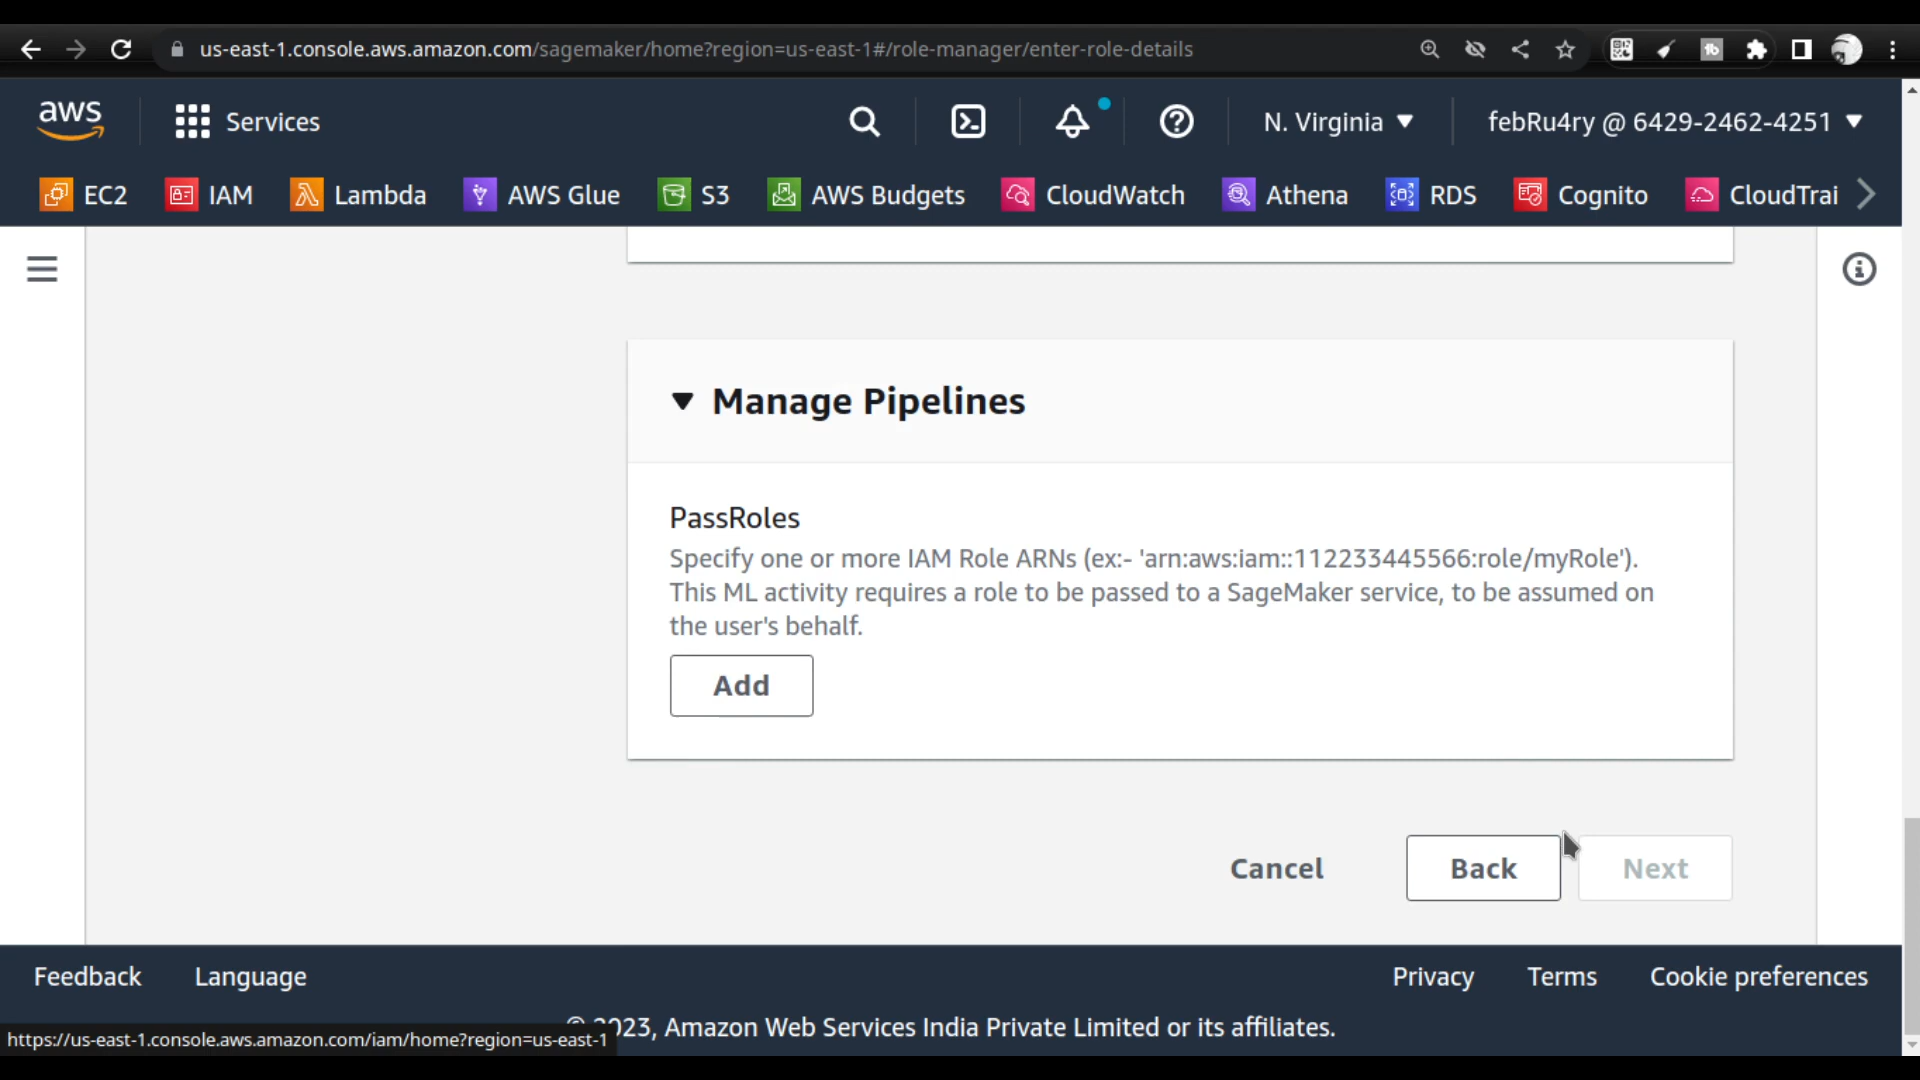 us-east-1.console.aws.amazon.com/sagemaker/home?region=us-east-1#/role-manager/enter-role-details
aws Services N. Virginia febRu4ry @ 6429-2462-4251
EC2 IAM Lambda AWS Glue S3 AWS Budgets CloudWatch Athena RDS Cognito CloudTrai
Manage Pipelines
PassRoles
Specify one or more IAM Role ARNs (ex:- 'arn:aws:iam::112233445566:role/myRole').
This ML activity requires a role to be passed to a SageMaker service, to be assumed on
the user's behalf.
Add
Cancel Back Next
Feedback Language Privacy Terms Cookie preferences
© 2023, Amazon Web Services India Private Limited or its affiliates.
https://us-east-1.console.aws.amazon.com/iam/home?region=us-east-1